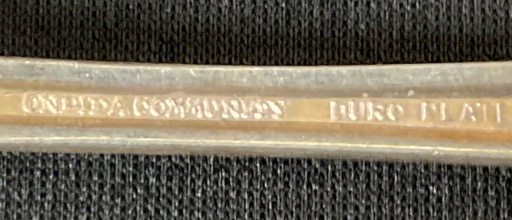 ONEIDA COMMUNITY DURO PLATE